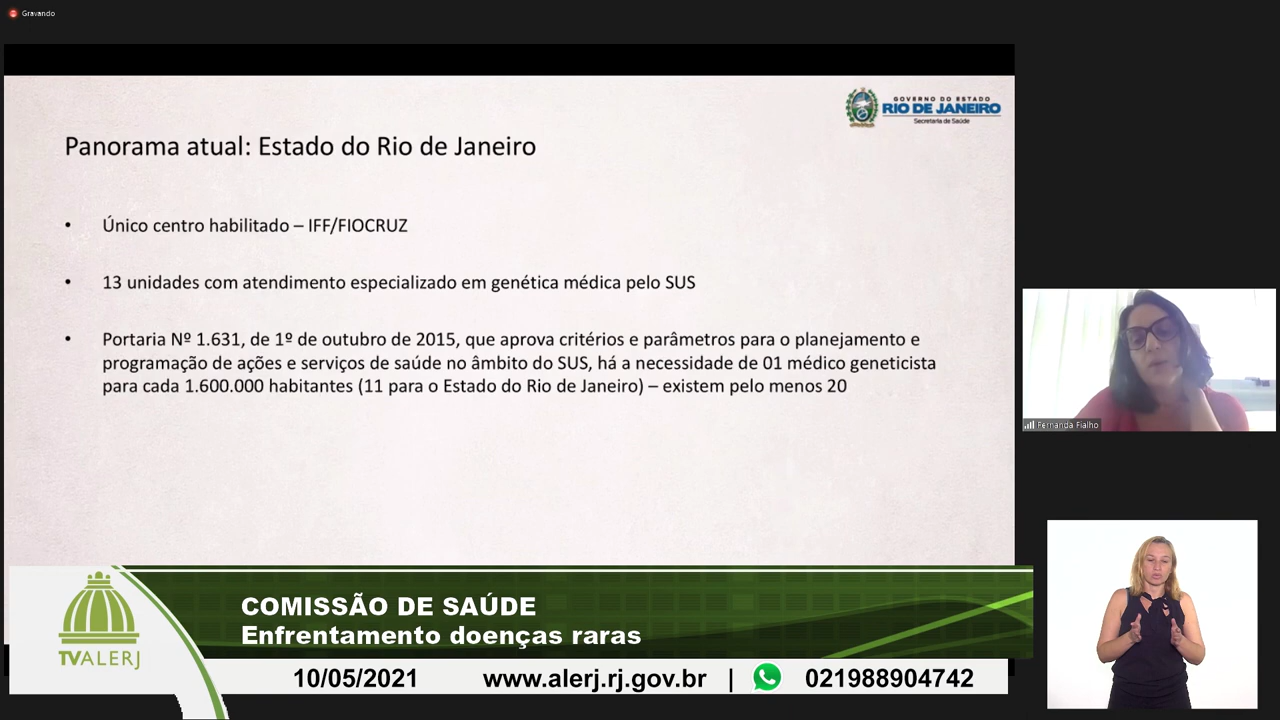 Gravando
GOVERNO DO ESTADO
RIO DE JANEIRO
Secretaria de Saúde
Panorama atual: Estado do Rio de Janeiro
• Único centro habilitado – IFF/FIOCRUZ
• 13 unidades com atendimento especializado em genética médica pelo SUS
• Portaria Nº 1.631, de 1º de outubro de 2015, que aprova critérios e parâmetros para o planejamento e
programação de ações e serviços de saúde no âmbito do SUS, há a necessidade de 01 médico geneticista
para cada 1.600.000 habitantes (11 para o Estado do Rio de Janeiro) – existem pelo menos 20
Fernanda Fialho
COMISSÃO DE SAÚDE
Enfrentamento doenças raras
TVALERJ
10/05/2021 www.alerj.rj.gov.br | 021988904742